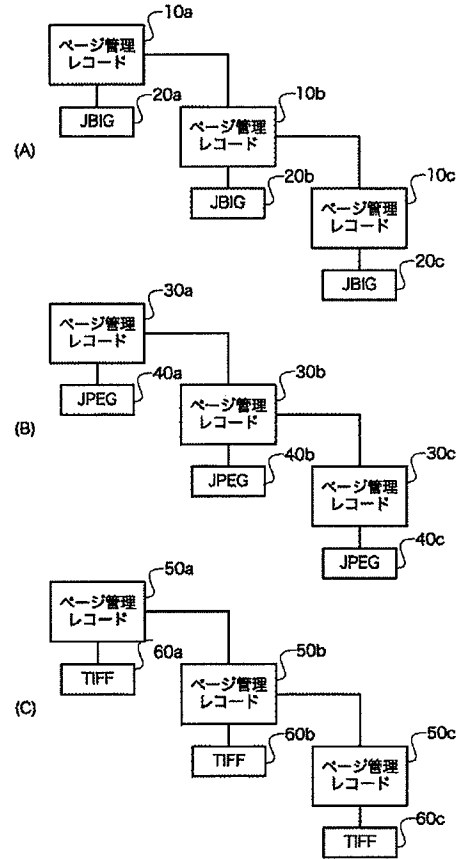 10a
ページ管理
レコード
20a
JBIG
10b
ページ管理
レコード
(A)
20b
JBIG
10c
ページ管理
レコード
20c
JBIG
30a
ページ管理
レコード
40a
JPEG
30b
ページ管理
レコード
(B)
40b
JPEG
30c
ページ管理
レコード
40c
JPEG
50a
ページ管理
レコード
60a
TIFF
50b
ページ管理
レコード
(C)
60b
TIFF
50c
ページ管理
レコード
60c
TIFF